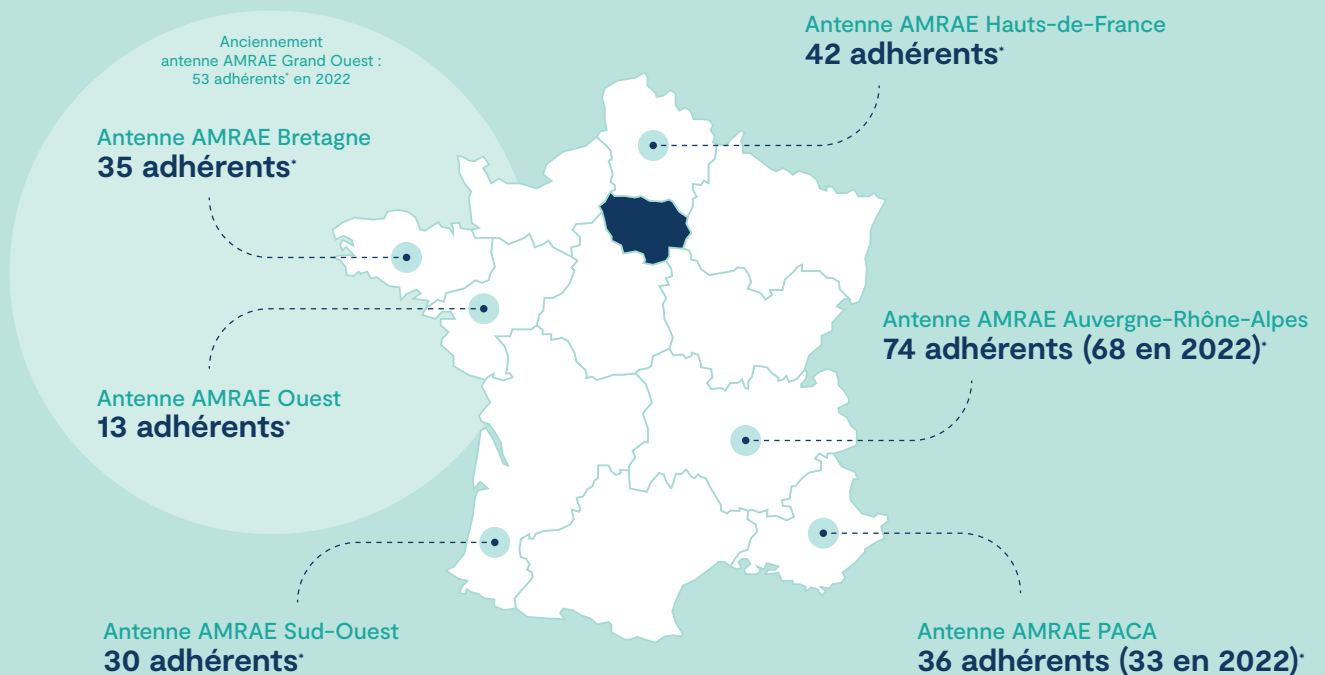 Anciennement
antenne AMRAE Grand Ouest :
53 adhérents* en 2022
Antenne AMRAE Bretagne
35 adhérents*
Antenne AMRAE Ouest
13 adhérents*
Antenne AMRAE Sud-Ouest
30 adhérents*
Antenne AMRAE Hauts-de-France
42 adhérents*
Antenne AMRAE Auvergne-Rhône-Alpes
74 adhérents (68 en 2022)*
Antenne AMRAE PACA
36 adhérents (33 en 2022)*